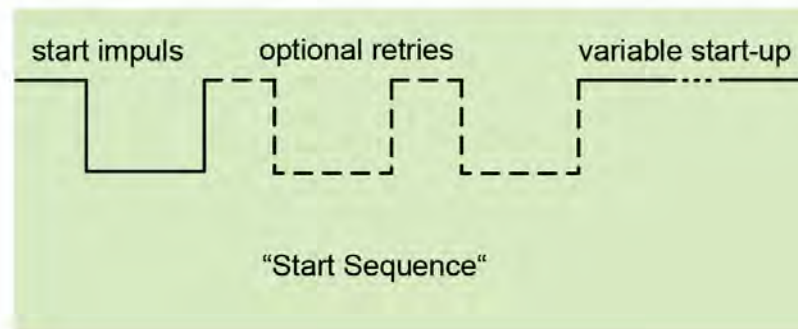 start impuls optional retries variable start-up
“Start Sequence“